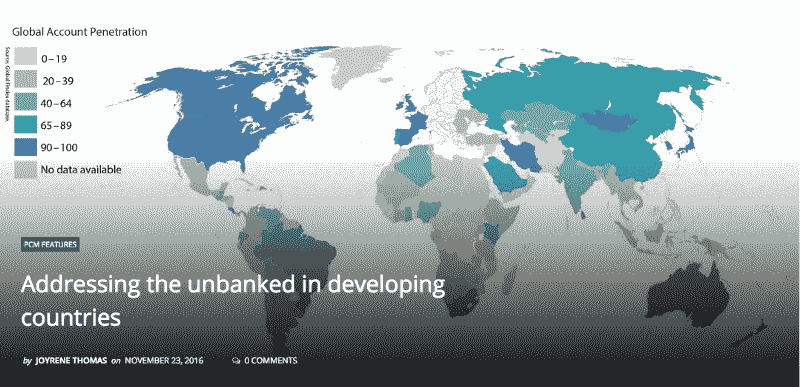 Global Account Penetration
0–19
20–39
40–64
65–89
90–100
No data available
Source: Global Findex database
PCM FEATURES
Addressing the unbanked in developing
countries
by JOYRENE THOMAS on NOVEMBER 23, 2016 0 COMMENTS